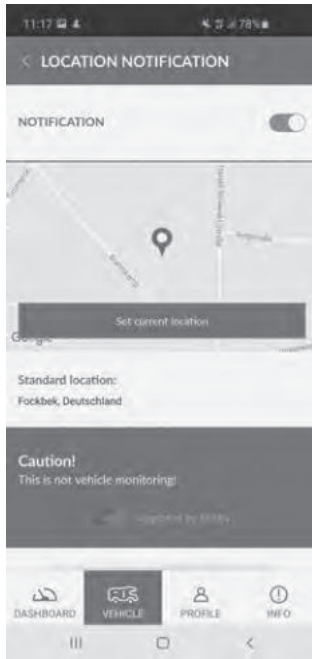 11:17 78%
< LOCATION NOTIFICATION
NOTIFICATION
Set current location
Google
Standard location:
Fockbek, Deutschland
Caution!
This is not vehicle monitoring!
DASHBOARD VEHICLE PROFILE INFO